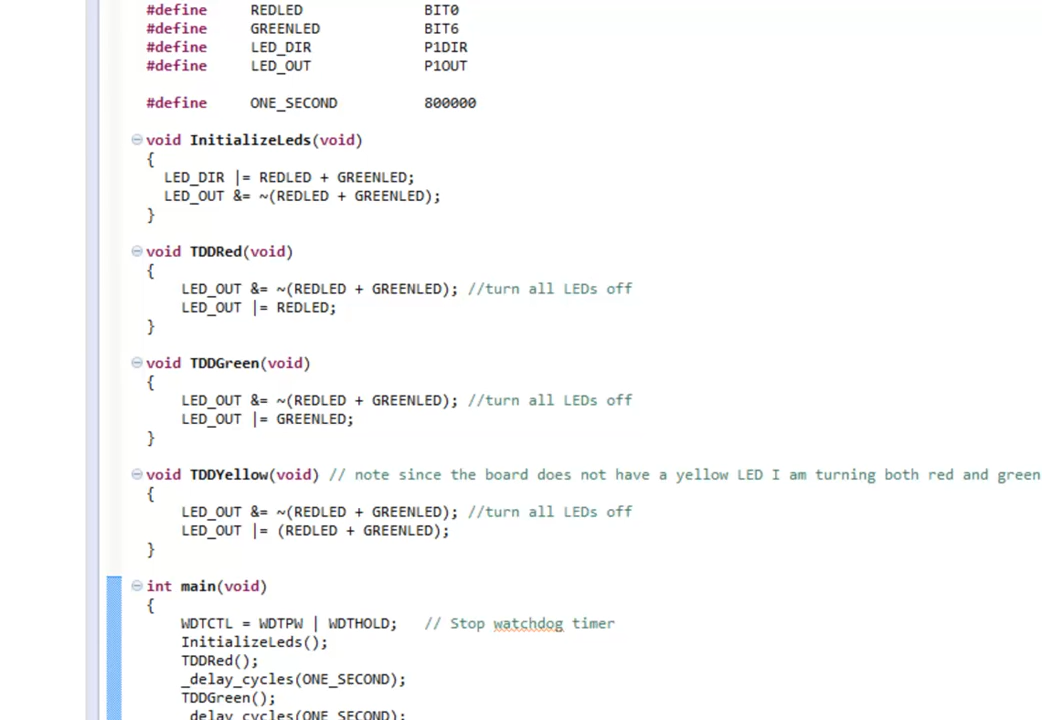 #define REDLED BIT0
#define GREENLED BIT6
#define LED_DIR P1DIR
#define LED_OUT P1OUT
#define ONE_SECOND 800000
void InitializeLeds(void)
{
LED_DIR |= REDLED + GREENLED;
LED_OUT &= ~(REDLED + GREENLED);
}
void TDDRed(void)
{
LED_OUT &= ~(REDLED + GREENLED); //turn all LEDs off
LED_OUT |= REDLED;
}
void TDDGreen(void)
{
LED_OUT &= ~(REDLED + GREENLED); //turn all LEDs off
LED_OUT |= GREENLED;
}
void TDDYellow(void) // note since the board does not have a yellow LED I am turning both red and green
{
LED_OUT &= ~(REDLED + GREENLED); //turn all LEDs off
LED_OUT |= (REDLED + GREENLED);
}
int main(void)
{
WDTCTL = WDTPW | WDTHOLD; // Stop watchdog timer
InitializeLeds();
TDDRed();
_delay_cycles(ONE_SECOND);
TDDGreen();
_delay_cycles(ONE_SECOND);